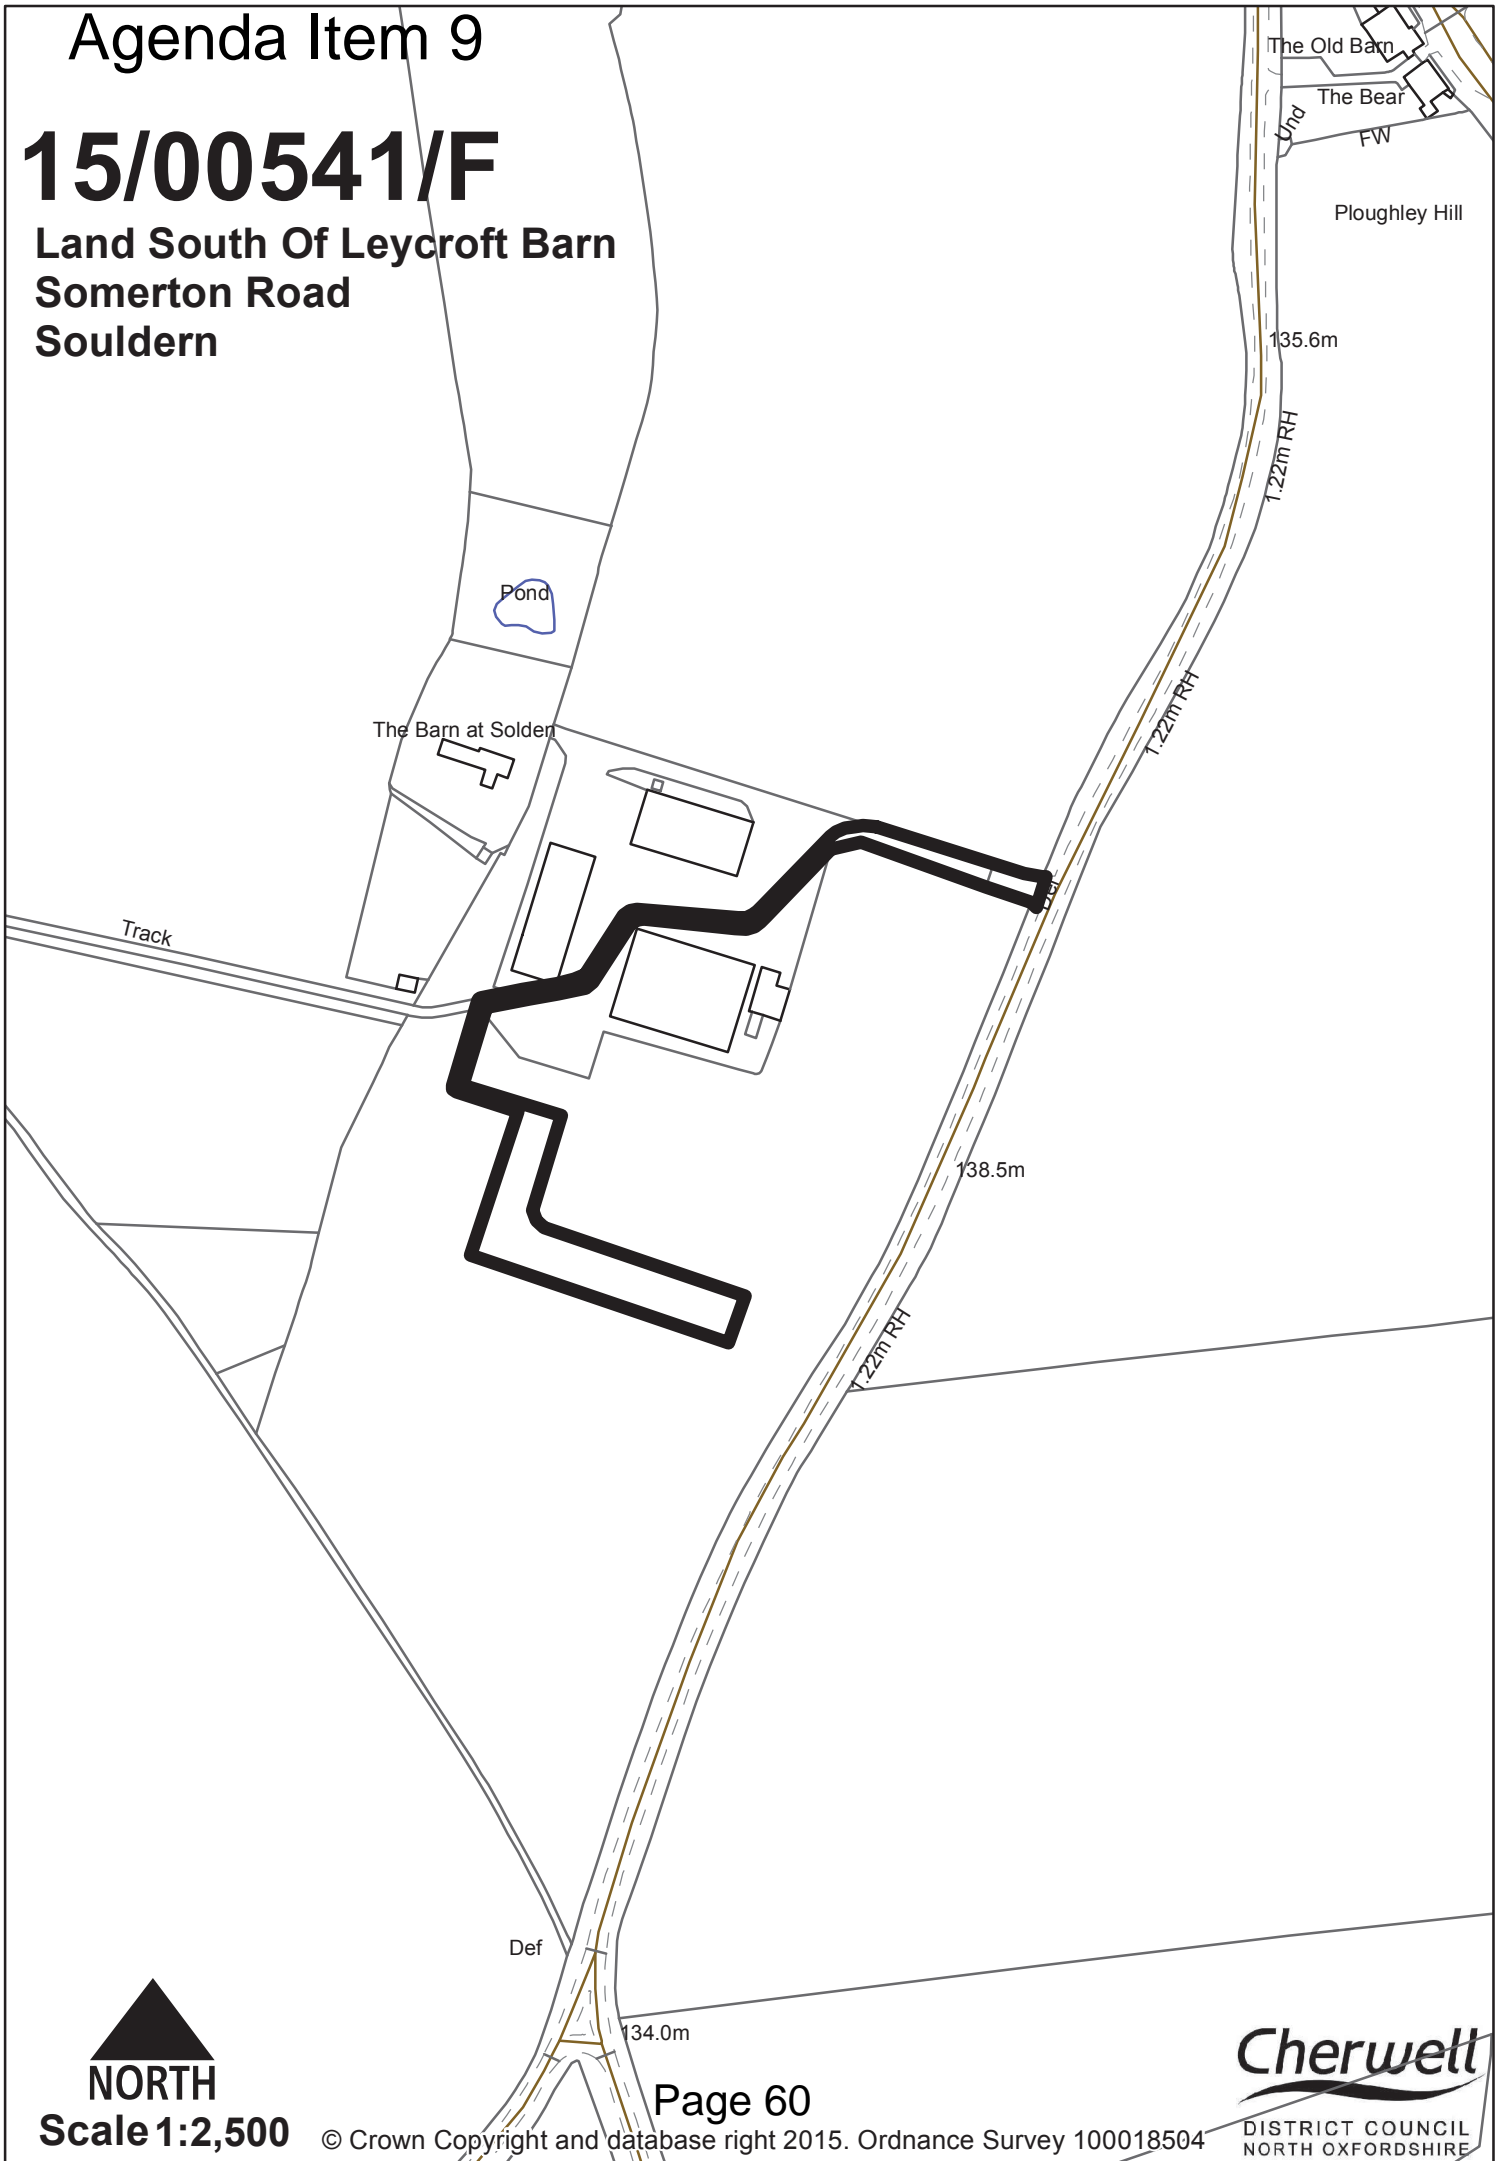 Agenda Item 9
15/00541/F
Land South Of Leycroft Barn
Somerton Road
Souldern
The Old Barn
The Bear
Und
FW
Ploughley Hill
135.6m
1.22m RH
Pond
1.22m RH
The Barn at Solden
Def
Track
138.5m
1.22m RH
Def
134.0m
NORTH
Scale 1:2,500
Page 60
© Crown Copyright and database right 2015. Ordnance Survey 100018504
Cherwell
DISTRICT COUNCIL
NORTH OXFORDSHIRE